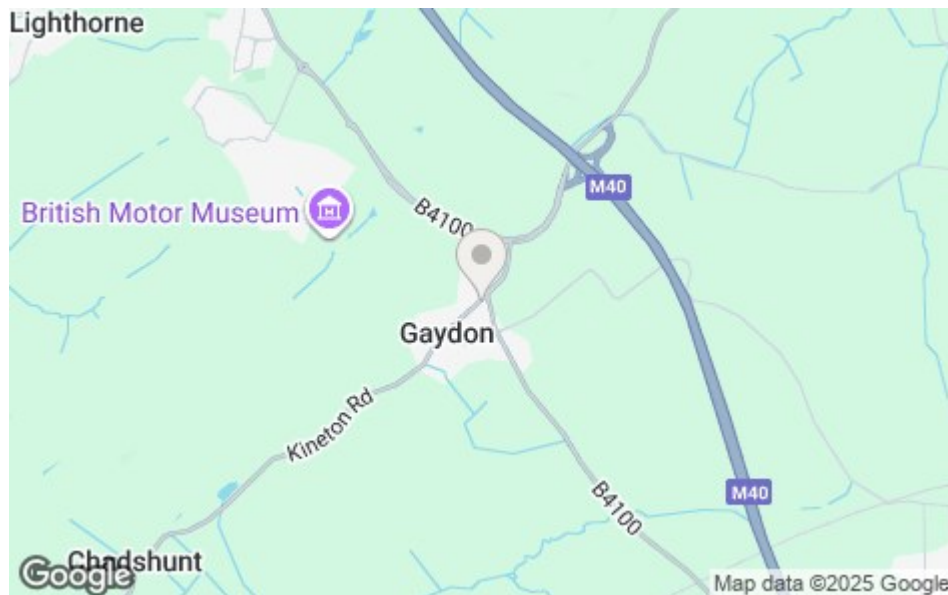 Lighthorne
M40
British Motor Museum
B4100
Gaydon
Kineton Rd
M40
B4100
Chadshunt
Google
Map data ©2025 Google